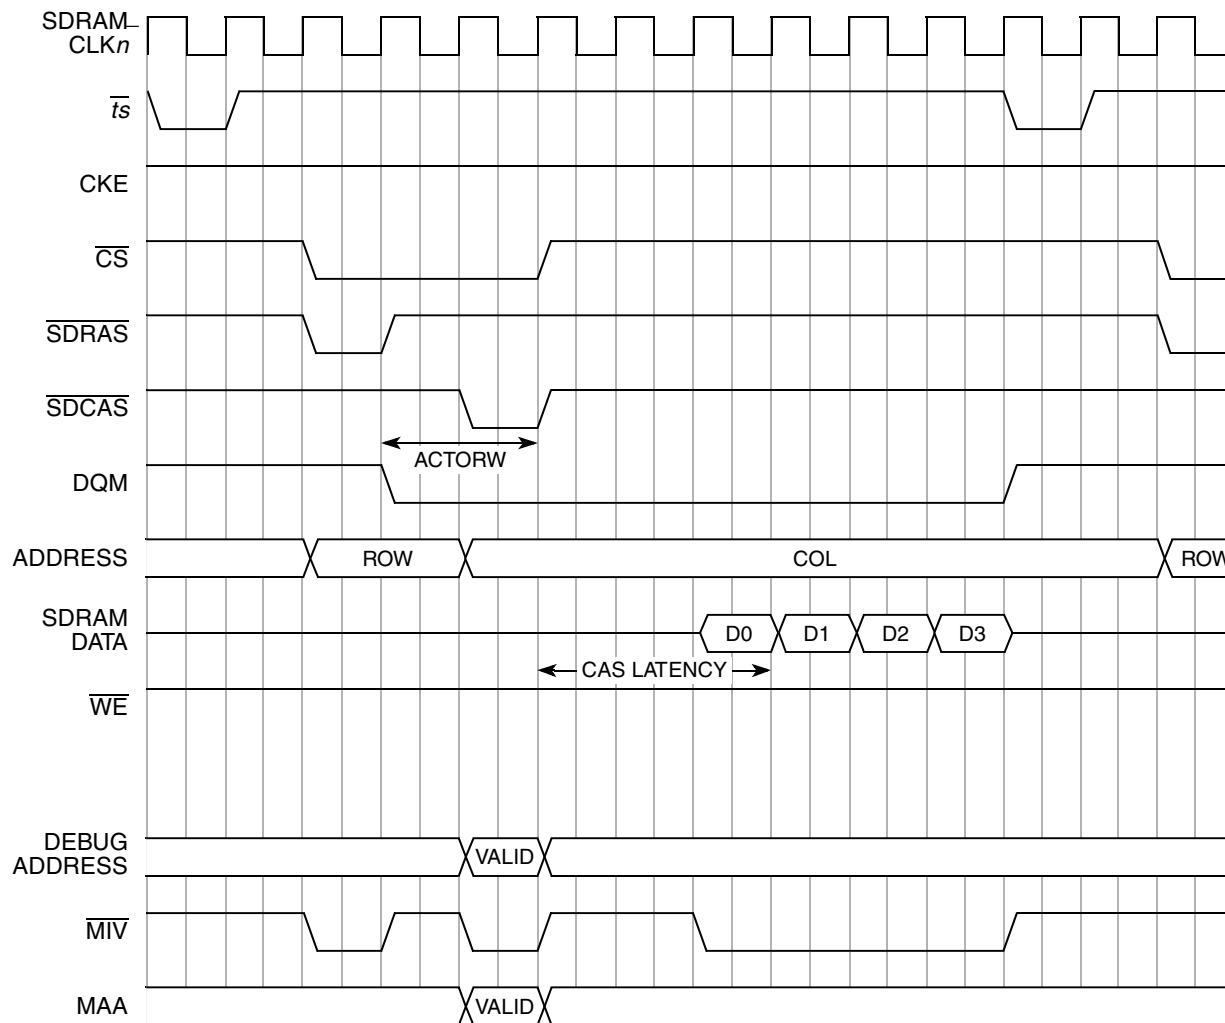 SDRAM_
CLKn
ts
CKE
CS
SDRAS
SDCAS
ACTORW
DQM
ADDRESS ROW COL ROW
SDRAM
DATA
D0 D1 D2 D3
CAS LATENCY
WE
DEBUG
ADDRESS
VALID
MIV
MAA VALID